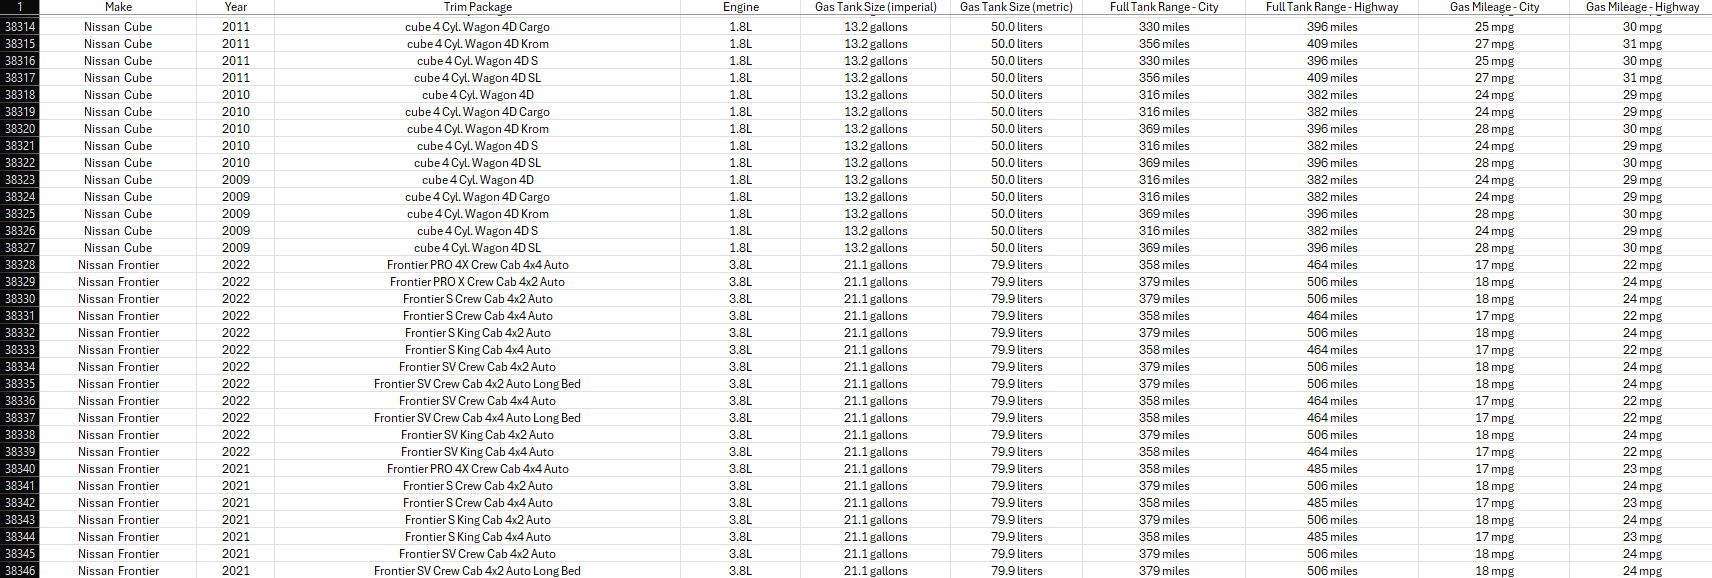 1 Make Year Trim Package Engine Gas Tank Size (imperial) Gas Tank Size (metric) Full Tank Range - City Full Tank Range - Highway Gas Mileage - City Gas Mileage - Highway
38314 Nissan Cube 2011 cube 4 Cyl. Wagon 4D Cargo 1.8L 13.2 gallons 50.0 liters 330 miles 396 miles 25 mpg 30 mpg
38315 Nissan Cube 2011 cube 4 Cyl. Wagon 4D Krom 1.8L 13.2 gallons 50.0 liters 356 miles 409 miles 27 mpg 31 mpg
38316 Nissan Cube 2011 cube 4 Cyl. Wagon 4D S 1.8L 13.2 gallons 50.0 liters 330 miles 396 miles 25 mpg 30 mpg
38317 Nissan Cube 2011 cube 4 Cyl. Wagon 4D SL 1.8L 13.2 gallons 50.0 liters 356 miles 409 miles 27 mpg 31 mpg
38318 Nissan Cube 2010 cube 4 Cyl. Wagon 4D 1.8L 13.2 gallons 50.0 liters 316 miles 382 miles 24 mpg 29 mpg
38319 Nissan Cube 2010 cube 4 Cyl. Wagon 4D Cargo 1.8L 13.2 gallons 50.0 liters 316 miles 382 miles 24 mpg 29 mpg
38320 Nissan Cube 2010 cube 4 Cyl. Wagon 4D Krom 1.8L 13.2 gallons 50.0 liters 369 miles 396 miles 28 mpg 30 mpg
38321 Nissan Cube 2010 cube 4 Cyl. Wagon 4D S 1.8L 13.2 gallons 50.0 liters 316 miles 382 miles 24 mpg 29 mpg
38322 Nissan Cube 2010 cube 4 Cyl. Wagon 4D SL 1.8L 13.2 gallons 50.0 liters 369 miles 396 miles 28 mpg 30 mpg
38323 Nissan Cube 2009 cube 4 Cyl. Wagon 4D 1.8L 13.2 gallons 50.0 liters 316 miles 382 miles 24 mpg 29 mpg
38324 Nissan Cube 2009 cube 4 Cyl. Wagon 4D Cargo 1.8L 13.2 gallons 50.0 liters 316 miles 382 miles 24 mpg 29 mpg
38325 Nissan Cube 2009 cube 4 Cyl. Wagon 4D Krom 1.8L 13.2 gallons 50.0 liters 369 miles 396 miles 28 mpg 30 mpg
38326 Nissan Cube 2009 cube 4 Cyl. Wagon 4D S 1.8L 13.2 gallons 50.0 liters 316 miles 382 miles 24 mpg 29 mpg
38327 Nissan Cube 2009 cube 4 Cyl. Wagon 4D SL 1.8L 13.2 gallons 50.0 liters 369 miles 396 miles 28 mpg 30 mpg
38328 Nissan Frontier 2022 Frontier PRO 4X Crew Cab 4x4 Auto 3.8L 21.1 gallons 79.9 liters 358 miles 464 miles 17 mpg 22 mpg
38329 Nissan Frontier 2022 Frontier PRO X Crew Cab 4x2 Auto 3.8L 21.1 gallons 79.9 liters 379 miles 506 miles 18 mpg 24 mpg
38330 Nissan Frontier 2022 Frontier S Crew Cab 4x2 Auto 3.8L 21.1 gallons 79.9 liters 379 miles 506 miles 18 mpg 24 mpg
38331 Nissan Frontier 2022 Frontier S Crew Cab 4x4 Auto 3.8L 21.1 gallons 79.9 liters 358 miles 464 miles 17 mpg 22 mpg
38332 Nissan Frontier 2022 Frontier S King Cab 4x2 Auto 3.8L 21.1 gallons 79.9 liters 379 miles 506 miles 18 mpg 24 mpg
38333 Nissan Frontier 2022 Frontier S King Cab 4x4 Auto 3.8L 21.1 gallons 79.9 liters 358 miles 464 miles 17 mpg 22 mpg
38334 Nissan Frontier 2022 Frontier SV Crew Cab 4x2 Auto 3.8L 21.1 gallons 79.9 liters 379 miles 506 miles 18 mpg 24 mpg
38335 Nissan Frontier 2022 Frontier SV Crew Cab 4x2 Auto Long Bed 3.8L 21.1 gallons 79.9 liters 379 miles 506 miles 18 mpg 24 mpg
38336 Nissan Frontier 2022 Frontier SV Crew Cab 4x4 Auto 3.8L 21.1 gallons 79.9 liters 358 miles 464 miles 17 mpg 22 mpg
38337 Nissan Frontier 2022 Frontier SV Crew Cab 4x4 Auto Long Bed 3.8L 21.1 gallons 79.9 liters 358 miles 464 miles 17 mpg 22 mpg
38338 Nissan Frontier 2022 Frontier SV King Cab 4x2 Auto 3.8L 21.1 gallons 79.9 liters 379 miles 506 miles 18 mpg 24 mpg
38339 Nissan Frontier 2022 Frontier SV King Cab 4x4 Auto 3.8L 21.1 gallons 79.9 liters 358 miles 464 miles 17 mpg 22 mpg
38340 Nissan Frontier 2021 Frontier PRO 4X Crew Cab 4x4 Auto 3.8L 21.1 gallons 79.9 liters 358 miles 485 miles 17 mpg 23 mpg
38341 Nissan Frontier 2021 Frontier S Crew Cab 4x2 Auto 3.8L 21.1 gallons 79.9 liters 379 miles 506 miles 18 mpg 24 mpg
38342 Nissan Frontier 2021 Frontier S Crew Cab 4x4 Auto 3.8L 21.1 gallons 79.9 liters 358 miles 485 miles 17 mpg 23 mpg
38343 Nissan Frontier 2021 Frontier S King Cab 4x2 Auto 3.8L 21.1 gallons 79.9 liters 379 miles 506 miles 18 mpg 24 mpg
38344 Nissan Frontier 2021 Frontier S King Cab 4x4 Auto 3.8L 21.1 gallons 79.9 liters 358 miles 485 miles 17 mpg 23 mpg
38345 Nissan Frontier 2021 Frontier SV Crew Cab 4x2 Auto 3.8L 21.1 gallons 79.9 liters 379 miles 506 miles 18 mpg 24 mpg
38346 Nissan Frontier 2021 Frontier SV Crew Cab 4x2 Auto Long Bed 3.8L 21.1 gallons 79.9 liters 379 miles 506 miles 18 mpg 24 mpg